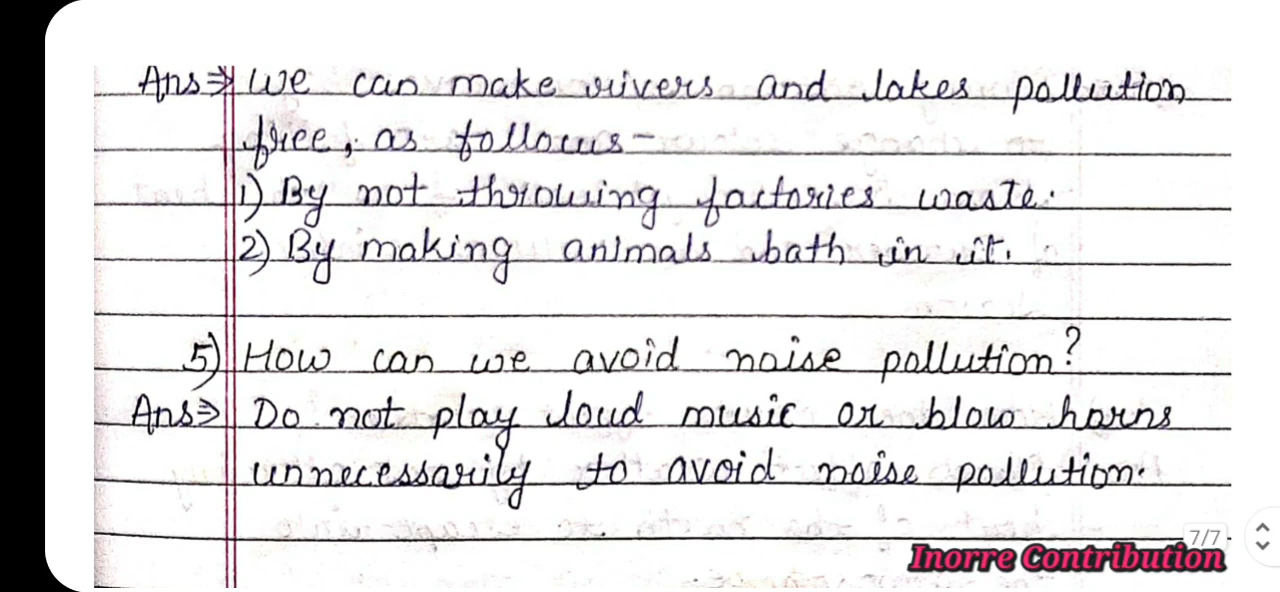 Ans⇒ We can make rivers and lakes pollution
free, as follows-
1) By not throwing factories waste.
2) By making animals bath in it.
5) How can we avoid noise pollution?
Ans⇒ Do not play loud music or blow horns
unnecessarily to avoid noise pollution.
7/7
Inorre Contribution